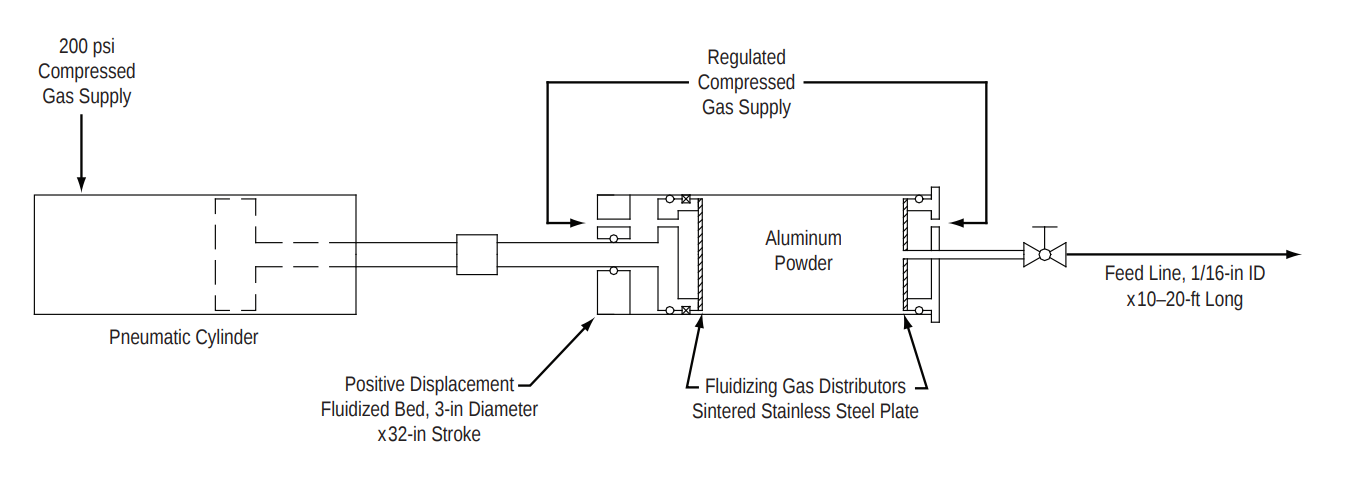 200 psi
Compressed
Gas Supply
Regulated
Compressed
Gas Supply
Aluminum
Powder
Feed Line, 1/16-in ID
x10–20-ft Long
Pneumatic Cylinder
Positive Displacement
Fluidized Bed, 3-in Diameter
x32-in Stroke
Fluidizing Gas Distributors
Sintered Stainless Steel Plate